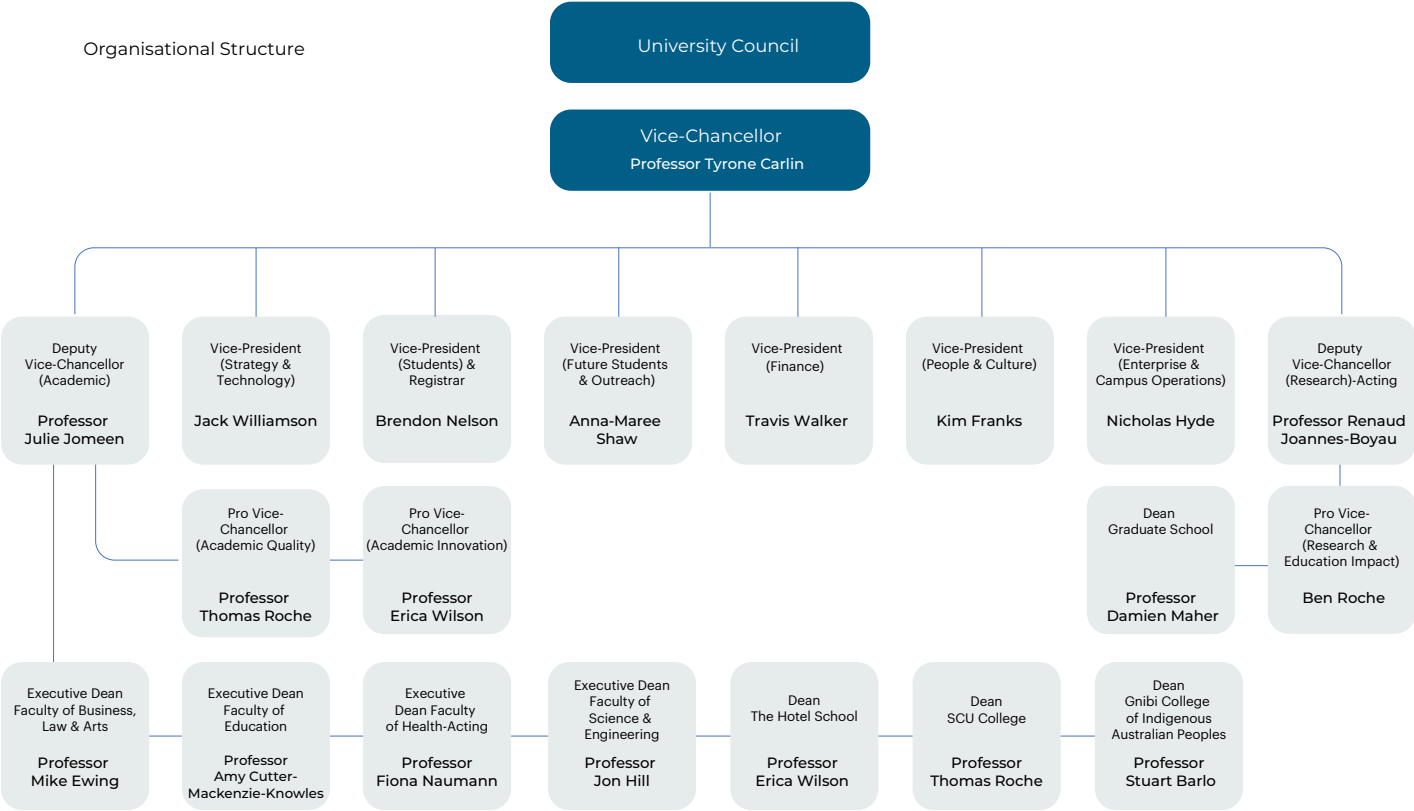 Organisational Structure
University Council
Vice-Chancellor
Professor Tyrone Carlin
Deputy
Vice-Chancellor
(Academic)
Professor
Julie Jomeen
Vice-President
(Strategy &
Technology)
Jack Williamson
Vice-President
(Students) &
Registrar
Brendon Nelson
Vice-President
(Future Students
& Outreach)
Anna-Maree
Shaw
Vice-President
(Finance)
Travis Walker
Vice-President
(People & Culture)
Kim Franks
Vice-President
(Enterprise &
Campus Operations)
Nicholas Hyde
Deputy
Vice-Chancellor
(Research)-Acting
Professor Renaud
Joannes-Boyau
Pro Vice-
Chancellor
(Academic Quality)
Professor
Thomas Roche
Pro Vice-
Chancellor
(Academic Innovation)
Professor
Erica Wilson
Dean
Graduate School
Professor
Damien Maher
Pro Vice-
Chancellor
(Research &
Education Impact)
Ben Roche
Executive Dean
Faculty of Business,
Law & Arts
Professor
Mike Ewing
Executive Dean
Faculty of
Education
Professor
Amy Cutter-
Mackenzie-Knowles
Executive
Dean Faculty
of Health-Acting
Professor
Fiona Naumann
Executive Dean
Faculty of
Science &
Engineering
Professor
Jon Hill
Dean
The Hotel School
Professor
Erica Wilson
Dean
SCU College
Professor
Thomas Roche
Dean
Gnibi College
of Indigenous
Australian Peoples
Professor
Stuart Barlo